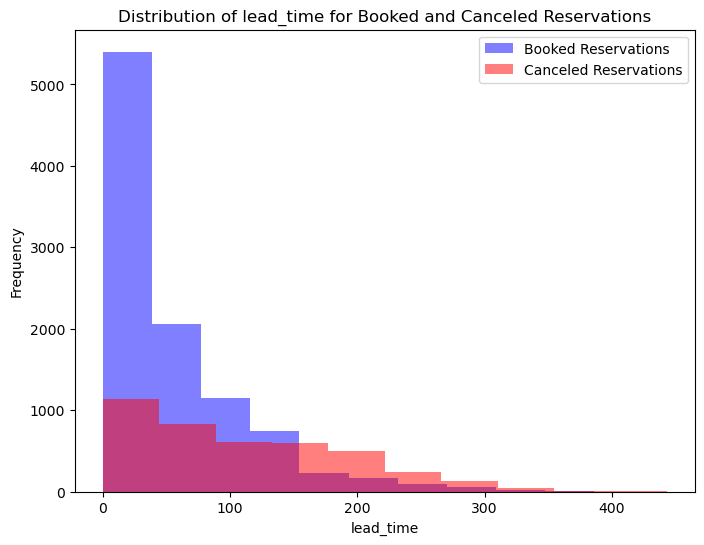 Distribution of lead_time for Booked and Canceled Reservations
Booked Reservations
Canceled Reservations
5000
4000
3000
2000
1000
0
Frequency
0 100 200 300 400
lead_time